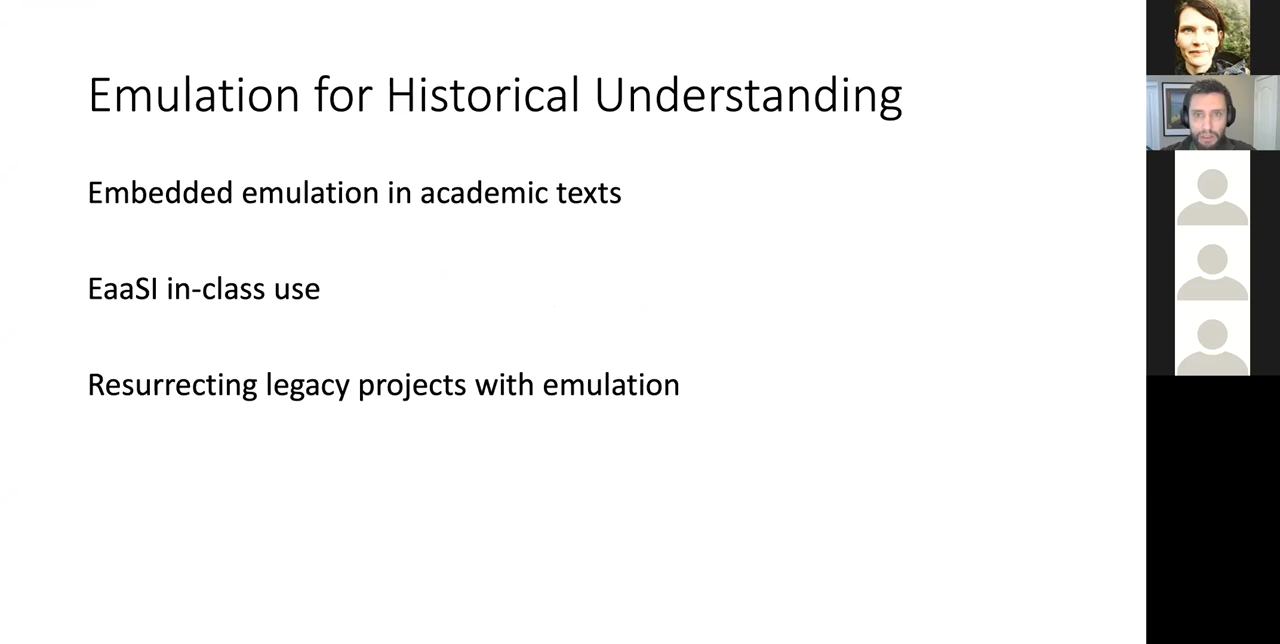 Emulation for Historical Understanding
Embedded emulation in academic texts
EaaSI in-class use
Resurrecting legacy projects with emulation